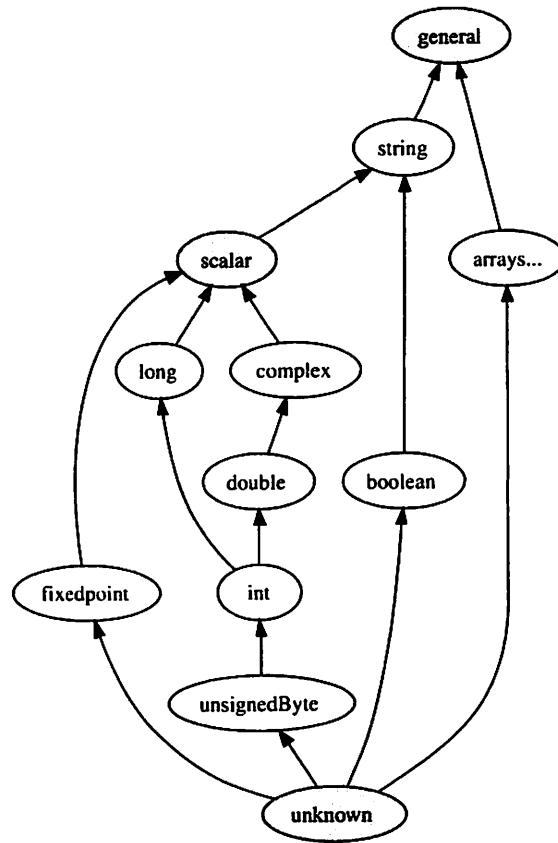 general
string
scalar
arrays...
long
complex
double
boolean
fixedpoint
int
unsignedByte
unknown